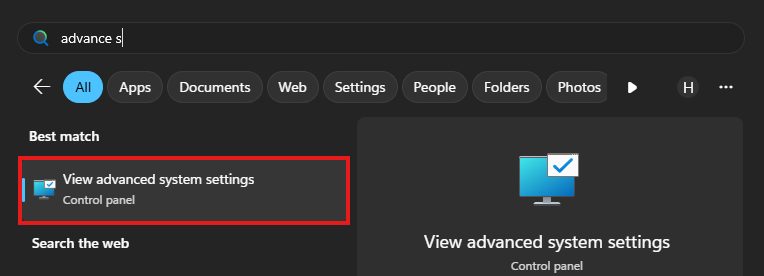 advance s
All Apps Documents Web Settings People Folders Photos H ...
Best match
View advanced system settings
Control panel
Search the web
View advanced system settings
Control panel